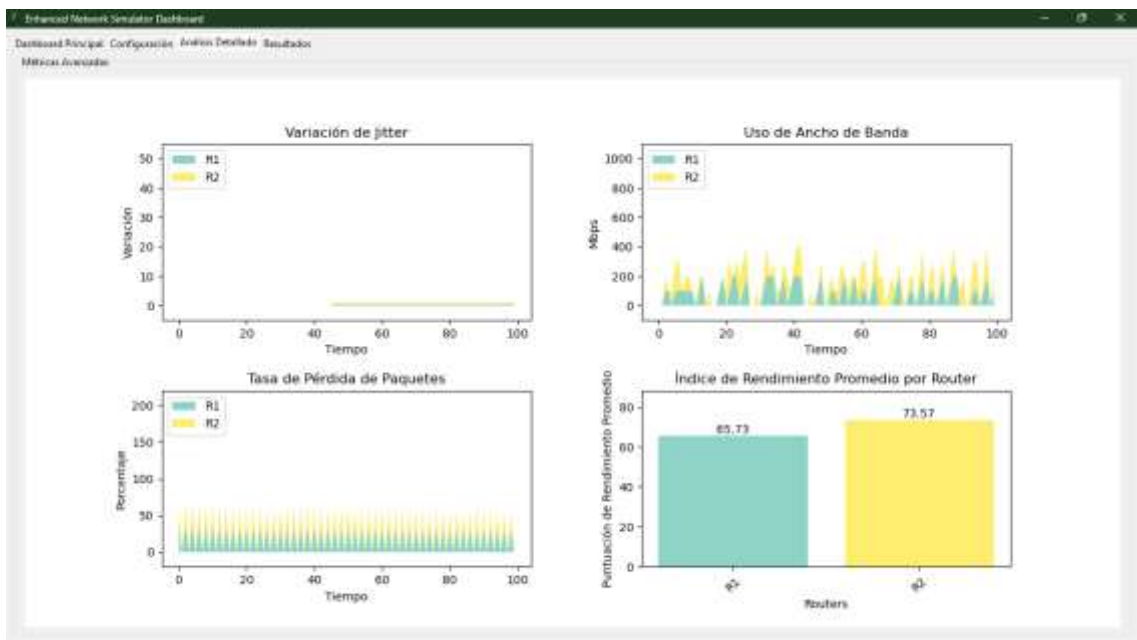 Enhanced Network Simulator Dashboard
Dashboard Principal Configuración Análisis Detallado Resultados
Métricas Avanzadas
Variación de Jitter
50
40
30
20
10
0
Variación
R1
R2
0 20 40 60 80 100
Tiempo
Uso de Ancho de Banda
1000
800
600
400
200
0
Mbps
R1
R2
0 20 40 60 80 100
Tiempo
Tasa de Pérdida de Paquetes
200
150
100
50
0
Porcentaje
R1
R2
0 20 40 60 80 100
Tiempo
Índice de Rendimiento Promedio por Router
80
60
40
20
0
Puntuación de Rendimiento Promedio
65.73
73.57
R1
R2
Routers